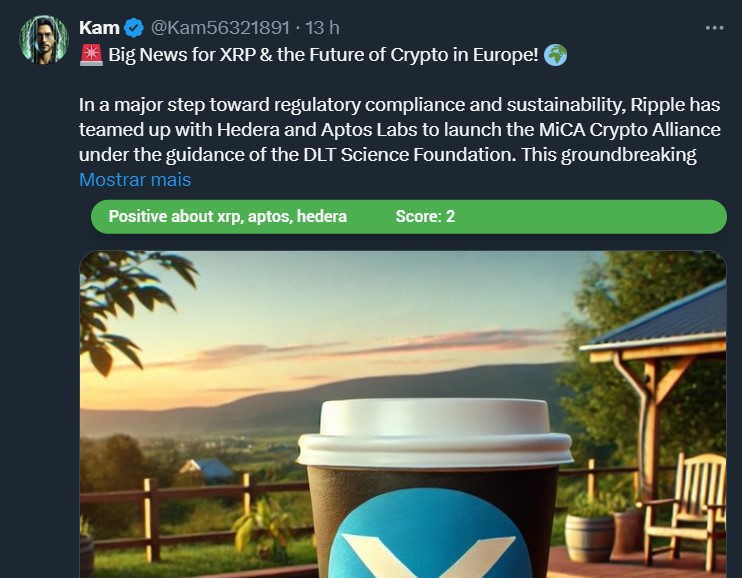 Kam @Kam56321891 · 13 h
🚨 Big News for XRP & the Future of Crypto in Europe! 🌍
In a major step toward regulatory compliance and sustainability, Ripple has
teamed up with Hedera and Aptos Labs to launch the MiCA Crypto Alliance
under the guidance of the DLT Science Foundation. This groundbreaking
Mostrar mais
Positive about xrp, aptos, hedera Score: 2